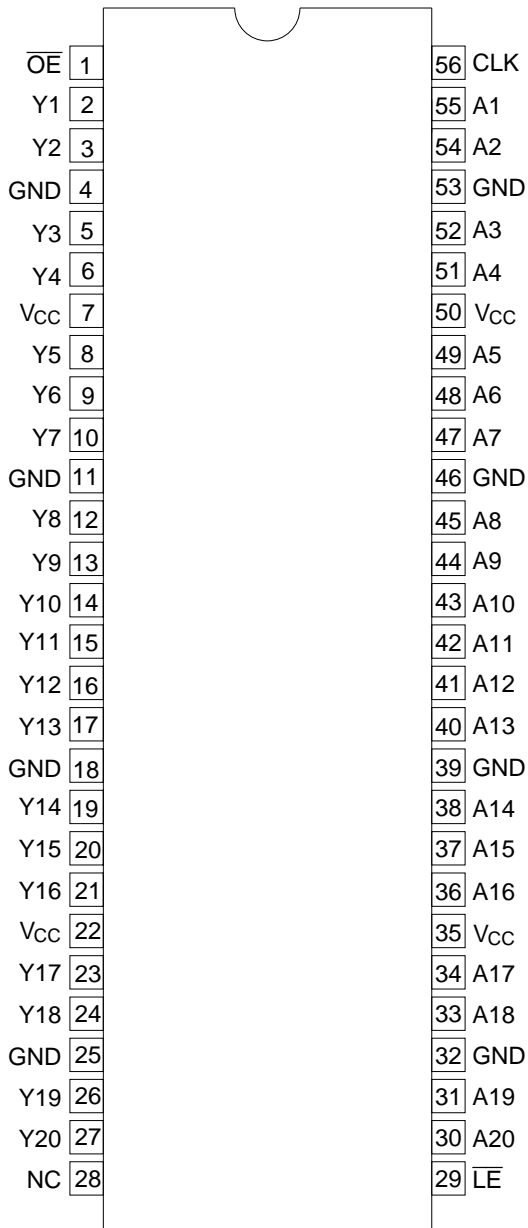 OE 1 56 CLK
Y1 2 55 A1
Y2 3 54 A2
GND 4 53 GND
Y3 5 52 A3
Y4 6 51 A4
VCC 7 50 VCC
Y5 8 49 A5
Y6 9 48 A6
Y7 10 47 A7
GND 11 46 GND
Y8 12 45 A8
Y9 13 44 A9
Y10 14 43 A10
Y11 15 42 A11
Y12 16 41 A12
Y13 17 40 A13
GND 18 39 GND
Y14 19 38 A14
Y15 20 37 A15
Y16 21 36 A16
VCC 22 35 VCC
Y17 23 34 A17
Y18 24 33 A18
GND 25 32 GND
Y19 26 31 A19
Y20 27 30 A20
NC 28 29 LE